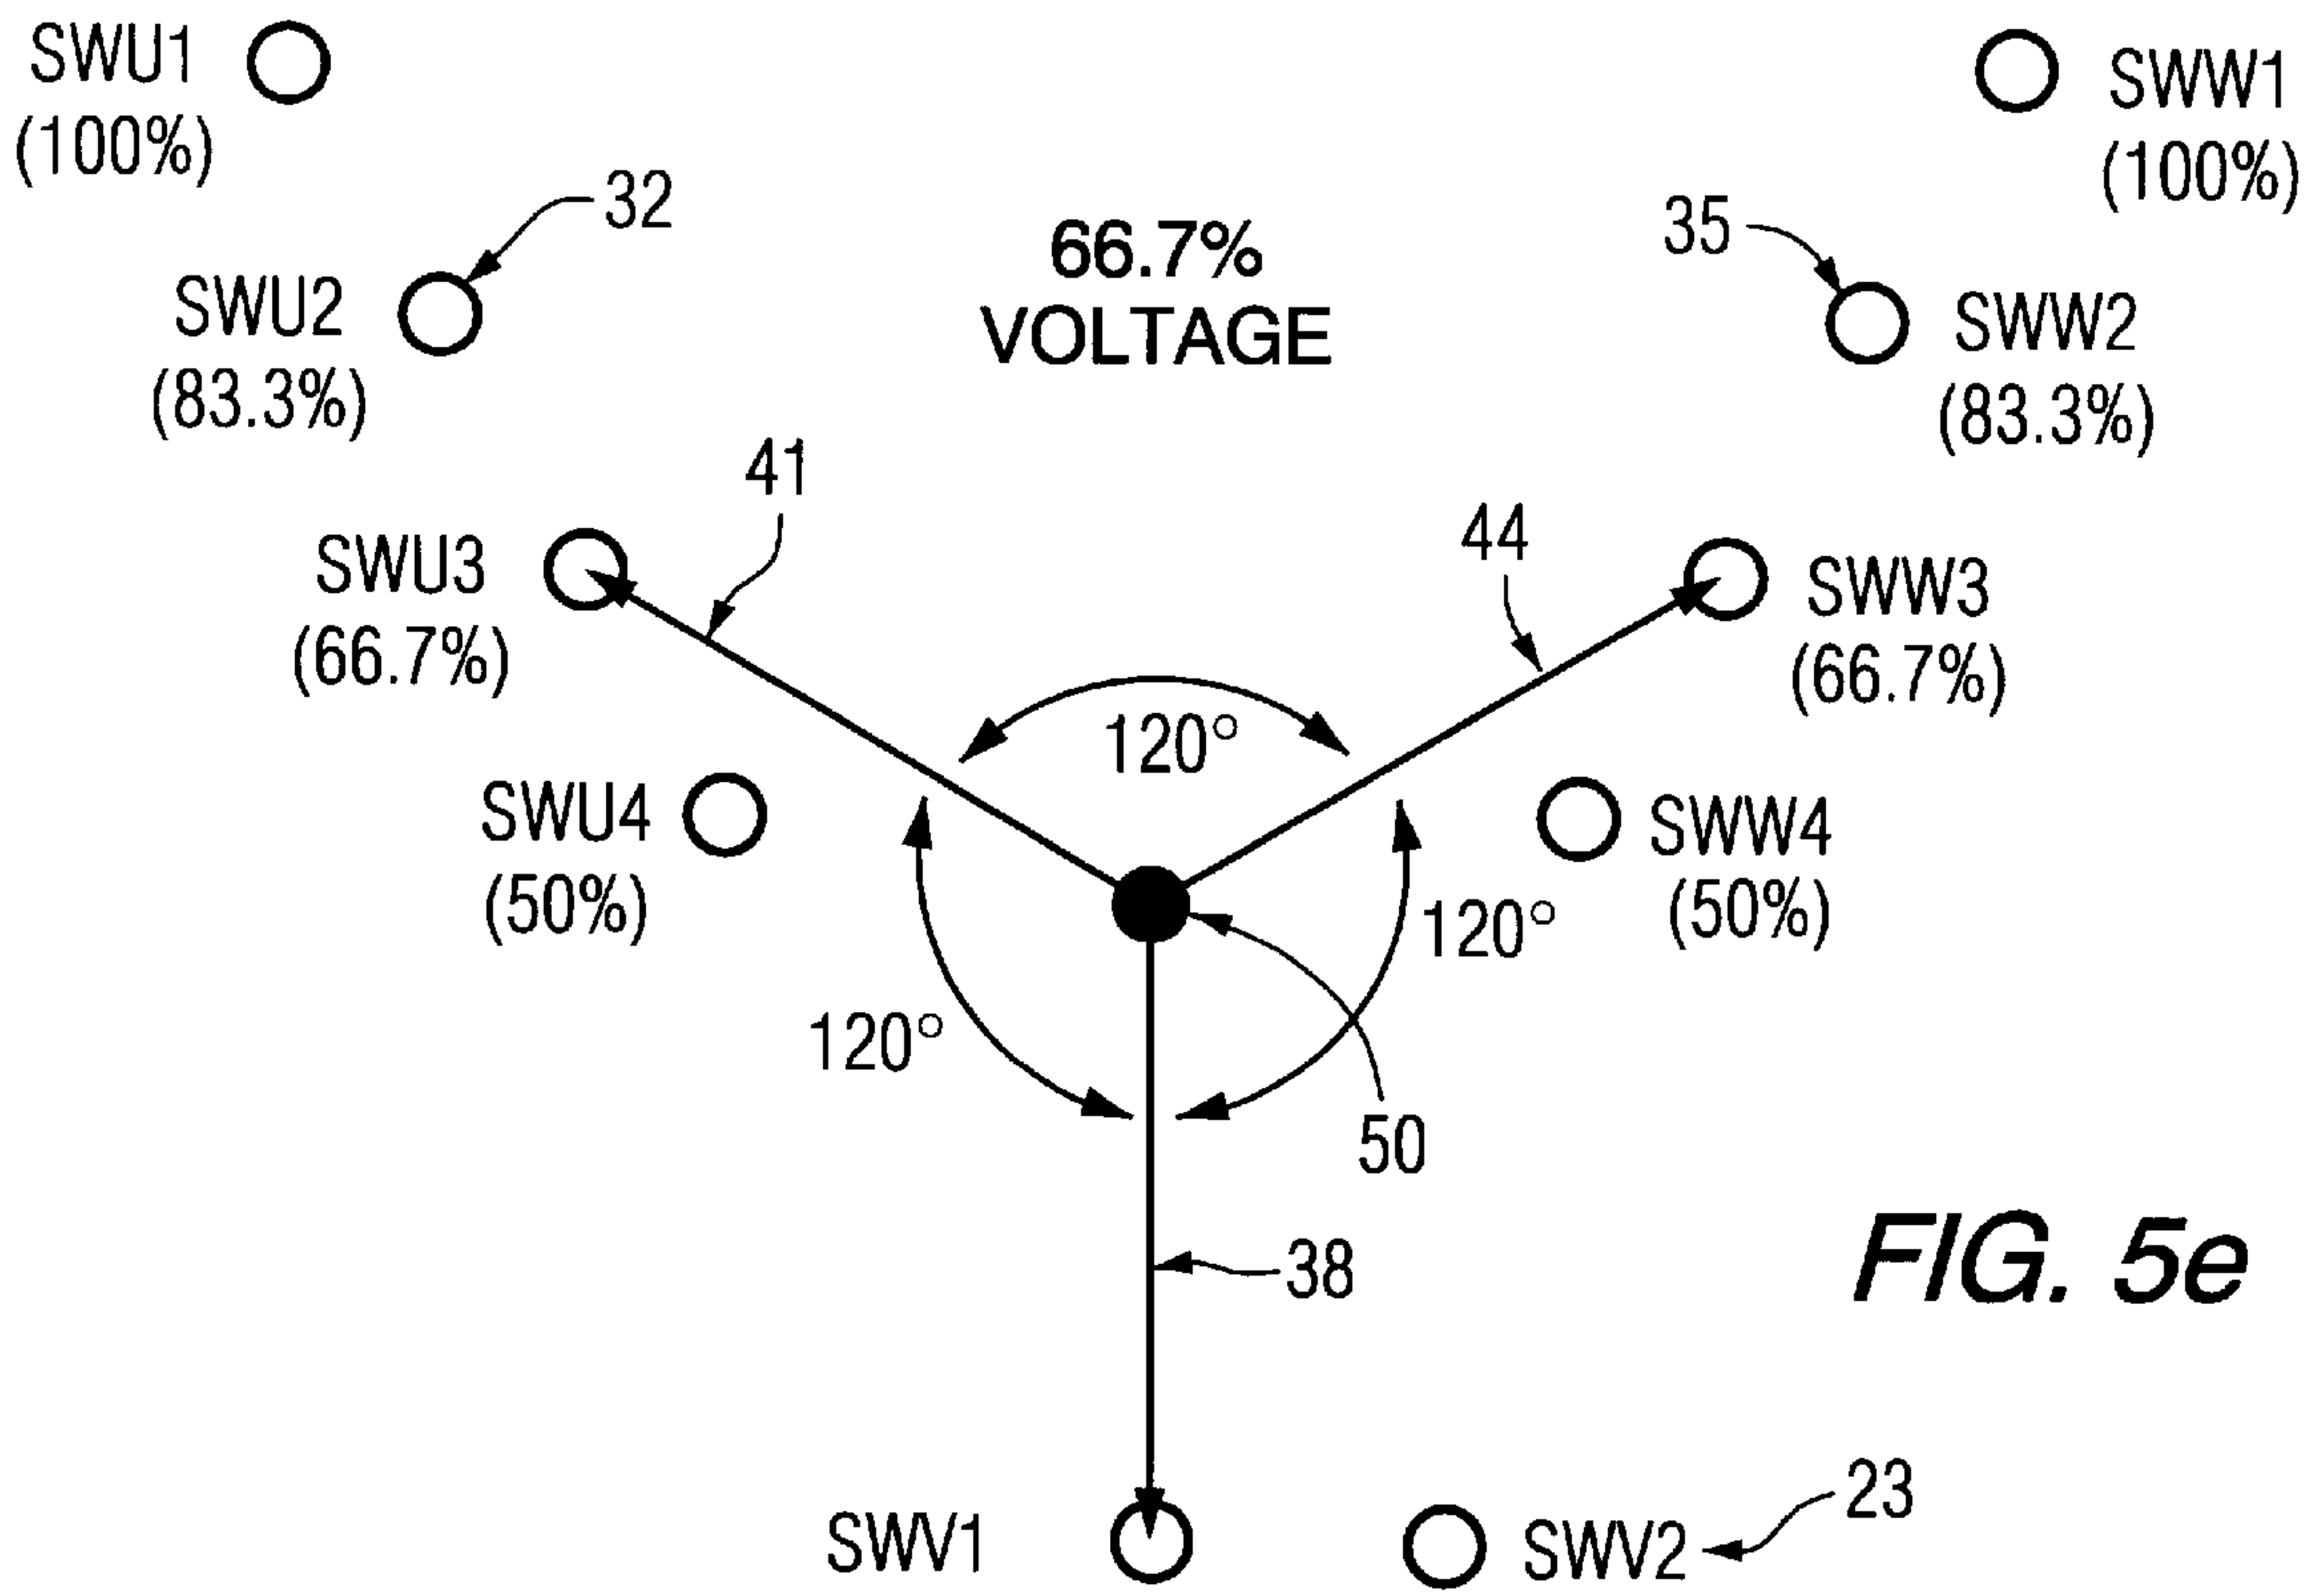 SWU1
(100%)
SWW1
(100%)
32
35
66.7%
VOLTAGE
SWU2
(83.3%)
SWW2
(83.3%)
41
44
SWU3
(66.7%)
SWW3
(66.7%)
120°
SWU4
(50%)
SWW4
(50%)
120°
120°
50
38
FIG. 5e
23
SWV1
SWV2